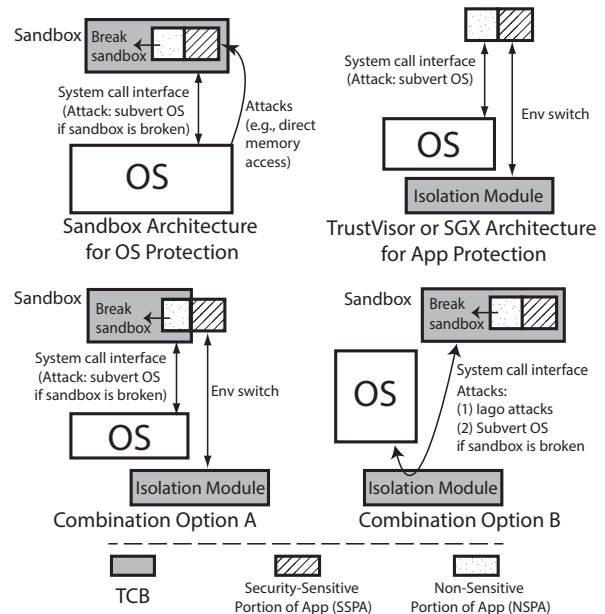 Sandbox
Break
sandbox
System call interface
(Attack: subvert OS
if sandbox is broken)
Attacks
(e.g., direct
memory
access)
OS
Sandbox Architecture
for OS Protection
System call interface
(Attack: subvert OS)
Env switch
OS
Isolation Module
TrustVisor or SGX Architecture
for App Protection
Sandbox
Break
sandbox
System call interface
(Attack: subvert OS
if sandbox is broken)
Env switch
OS
Isolation Module
Combination Option A
Sandbox
Break
sandbox
System call interface
Attacks:
(1) Iago attacks
(2) Subvert OS
if sandbox is broken
OS
Isolation Module
Combination Option B
TCB
Security-Sensitive
Portion of App (SSPA)
Non-Sensitive
Portion of App (NSPA)